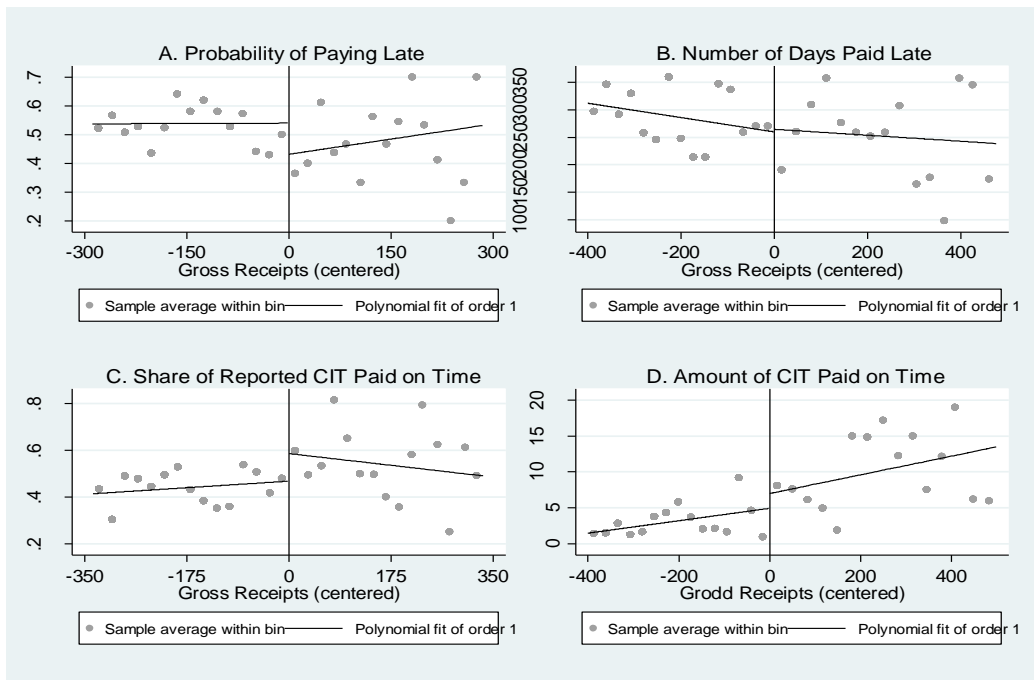 A. Probability of Paying Late
.7
.6
.5
.4
.3
.2
-300 -150 0 150 300
Gross Receipts (centered)
Sample average within bin Polynomial fit of order 1
B. Number of Days Paid Late
100150200250300350
-400 -200 0 200 400
Gross Receipts (centered)
Sample average within bin Polynomial fit of order 1
C. Share of Reported CIT Paid on Time
.8
.6
.4
.2
-350 -175 0 175 350
Gross Receipts (centered)
Sample average within bin Polynomial fit of order 1
D. Amount of CIT Paid on Time
20
15
10
5
0
-400 -200 0 200 400
Grodd Receipts (centered)
Sample average within bin Polynomial fit of order 1